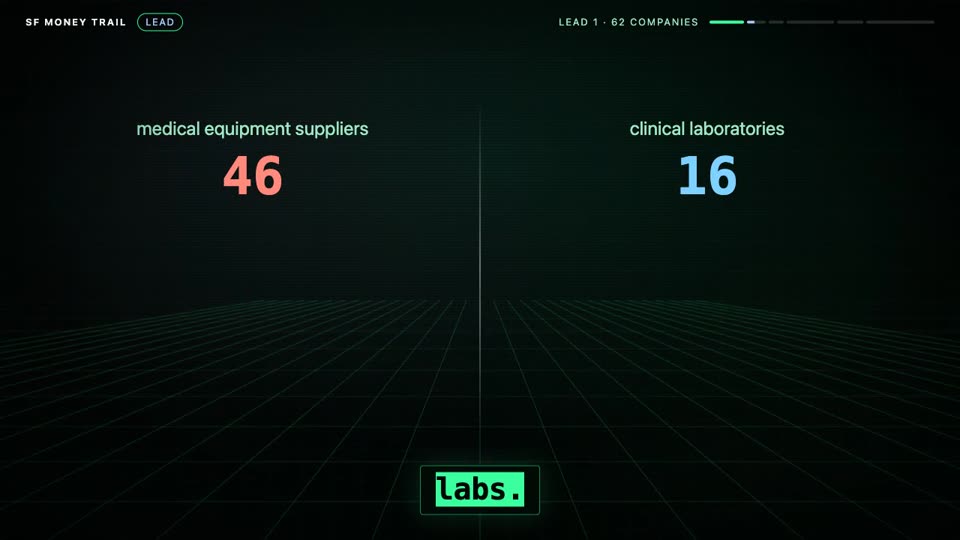 SF MONEY TRAIL LEAD
LEAD 1 · 62 COMPANIES
medical equipment suppliers
46
clinical laboratories
16
labs.